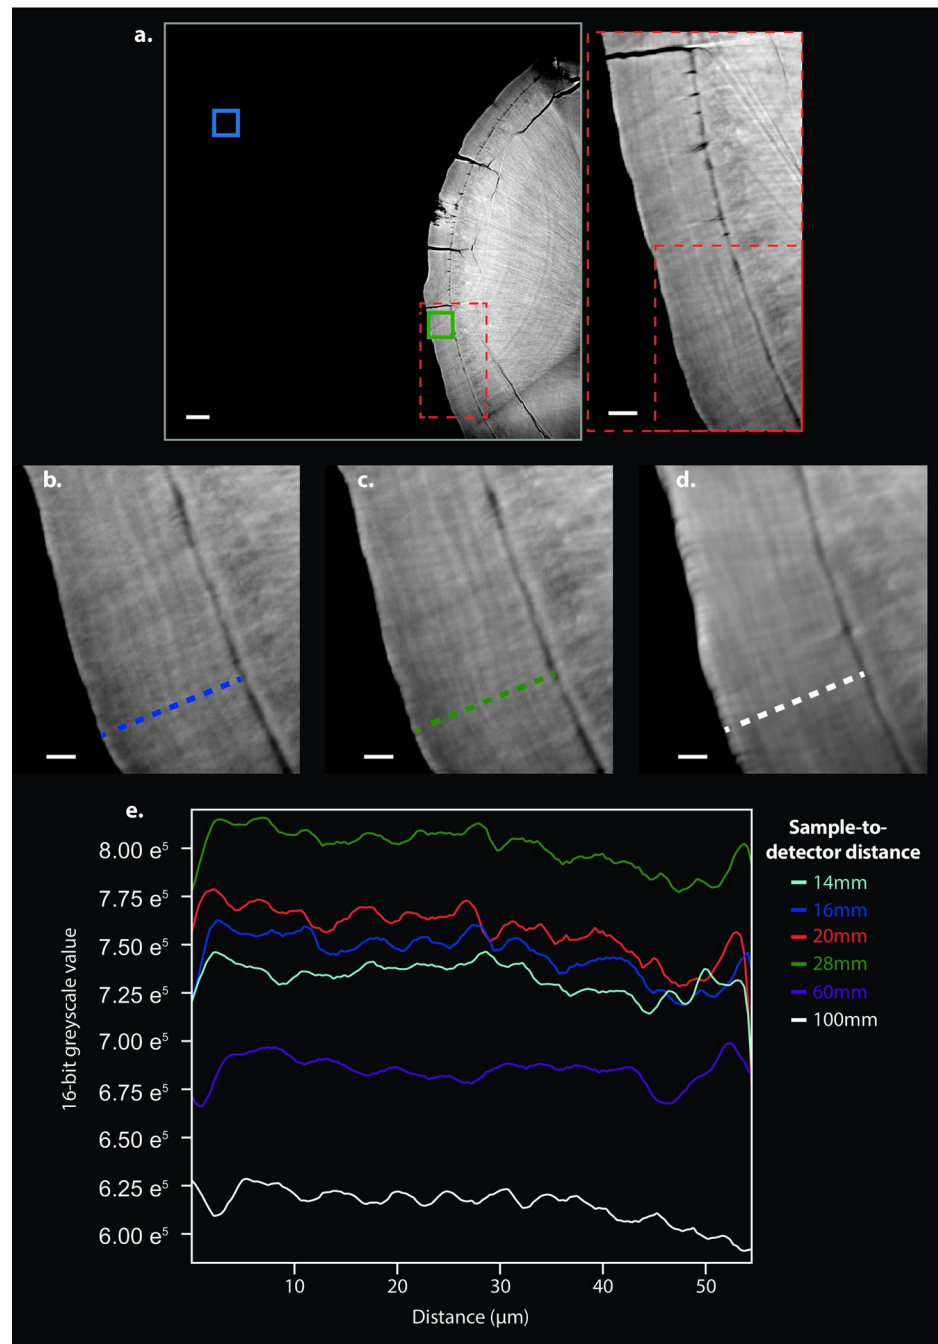 a.
b.
c.
d.
e.
16-bit greyscale value
8.00 e⁵
7.75 e⁵
7.50 e⁵
7.25 e⁵
7.00 e⁵
6.75 e⁵
6.50 e⁵
6.25 e⁵
6.00 e⁵
10 20 30 40 50
Distance (μm)
Sample-to-
detector distance
14mm
16mm
20mm
28mm
60mm
100mm